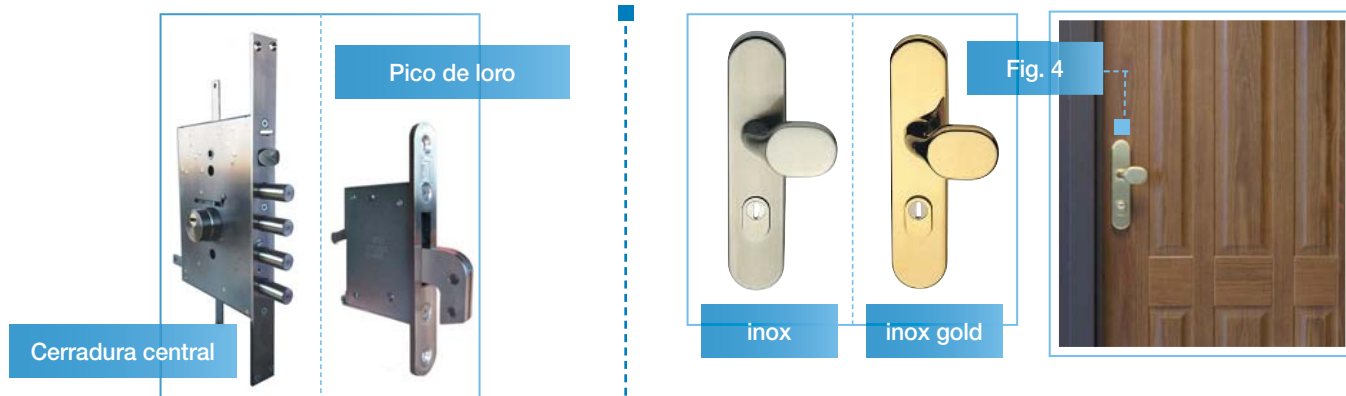 Pico de loro
Cerradura central
inox
inox gold
Fig. 4